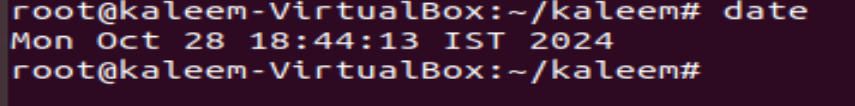 root@kaleem-VirtualBox:~/kaleem# date
Mon Oct 28 18:44:13 IST 2024
root@kaleem-VirtualBox:~/kaleem#